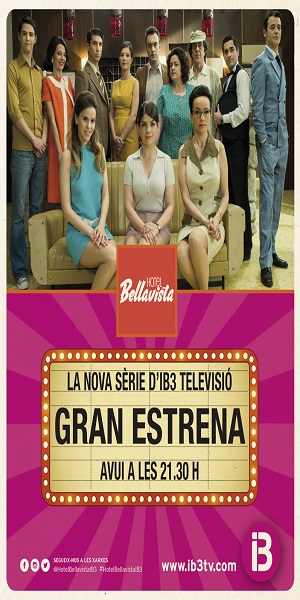 HOTEL
Bellavista
LA NOVA SÈRIE D'IB3 TELEVISIÓ
GRAN ESTRENA
AVUI A LES 21.30 H
SEGUEIX-NOS A LES XARXES
@HotelBellavistaIB3 #HotelBellavistaIB3
www.ib3tv.com
iB